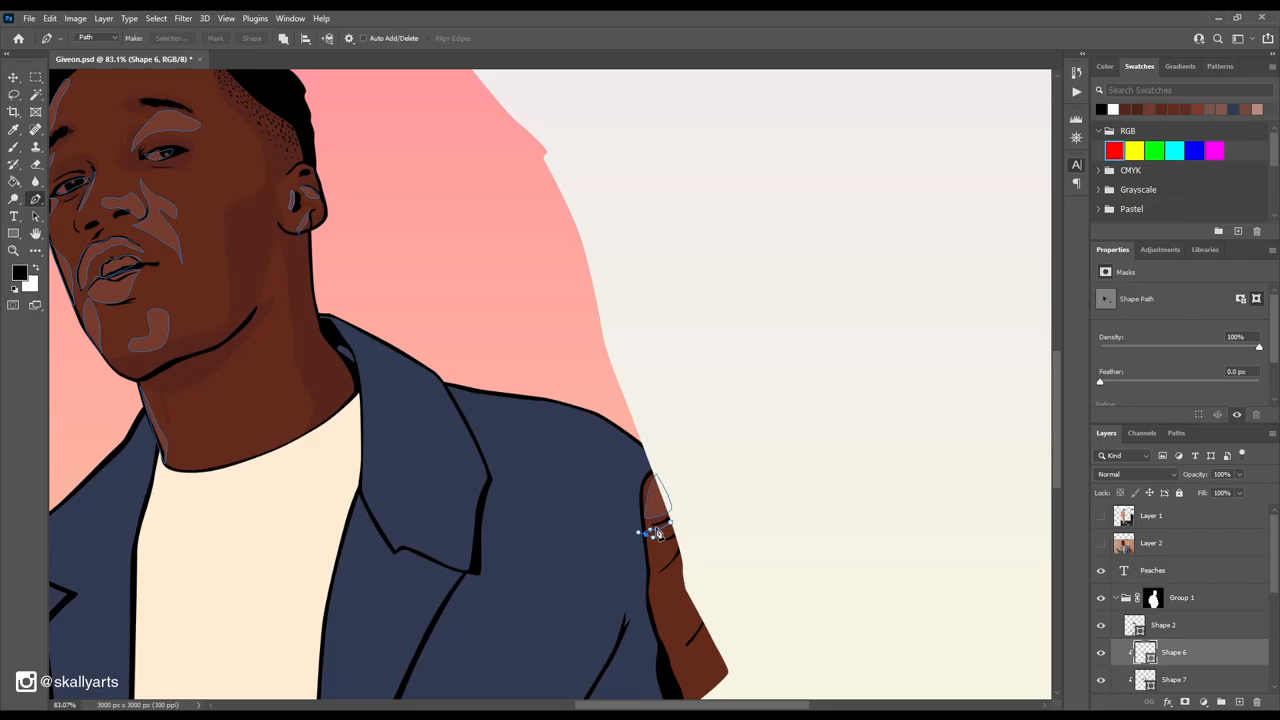 Ps File Edit Image Layer Type Select Filter 3D View Plugins Window Help
Path Make: Selection... Mask Shape Auto Add/Delete Align Edges
Giveon.psd @ 83.1% (Shape 6, RGB/8) * ×
Color Swatches Gradients Patterns
Search Swatches
RGB
CMYK
Grayscale
Pastel
Properties Adjustments Libraries
Masks
Shape Path
Density: 100%
Feather: 0.0 px
Refine:
Layers Channels Paths
Kind
Normal Opacity: 100%
Lock: Fill: 100%
Layer 1
Layer 2
Peaches
Group 1
Shape 2
Shape 6
Shape 7
@skallyarts
83.07% 3000 px x 3000 px (300 ppi)